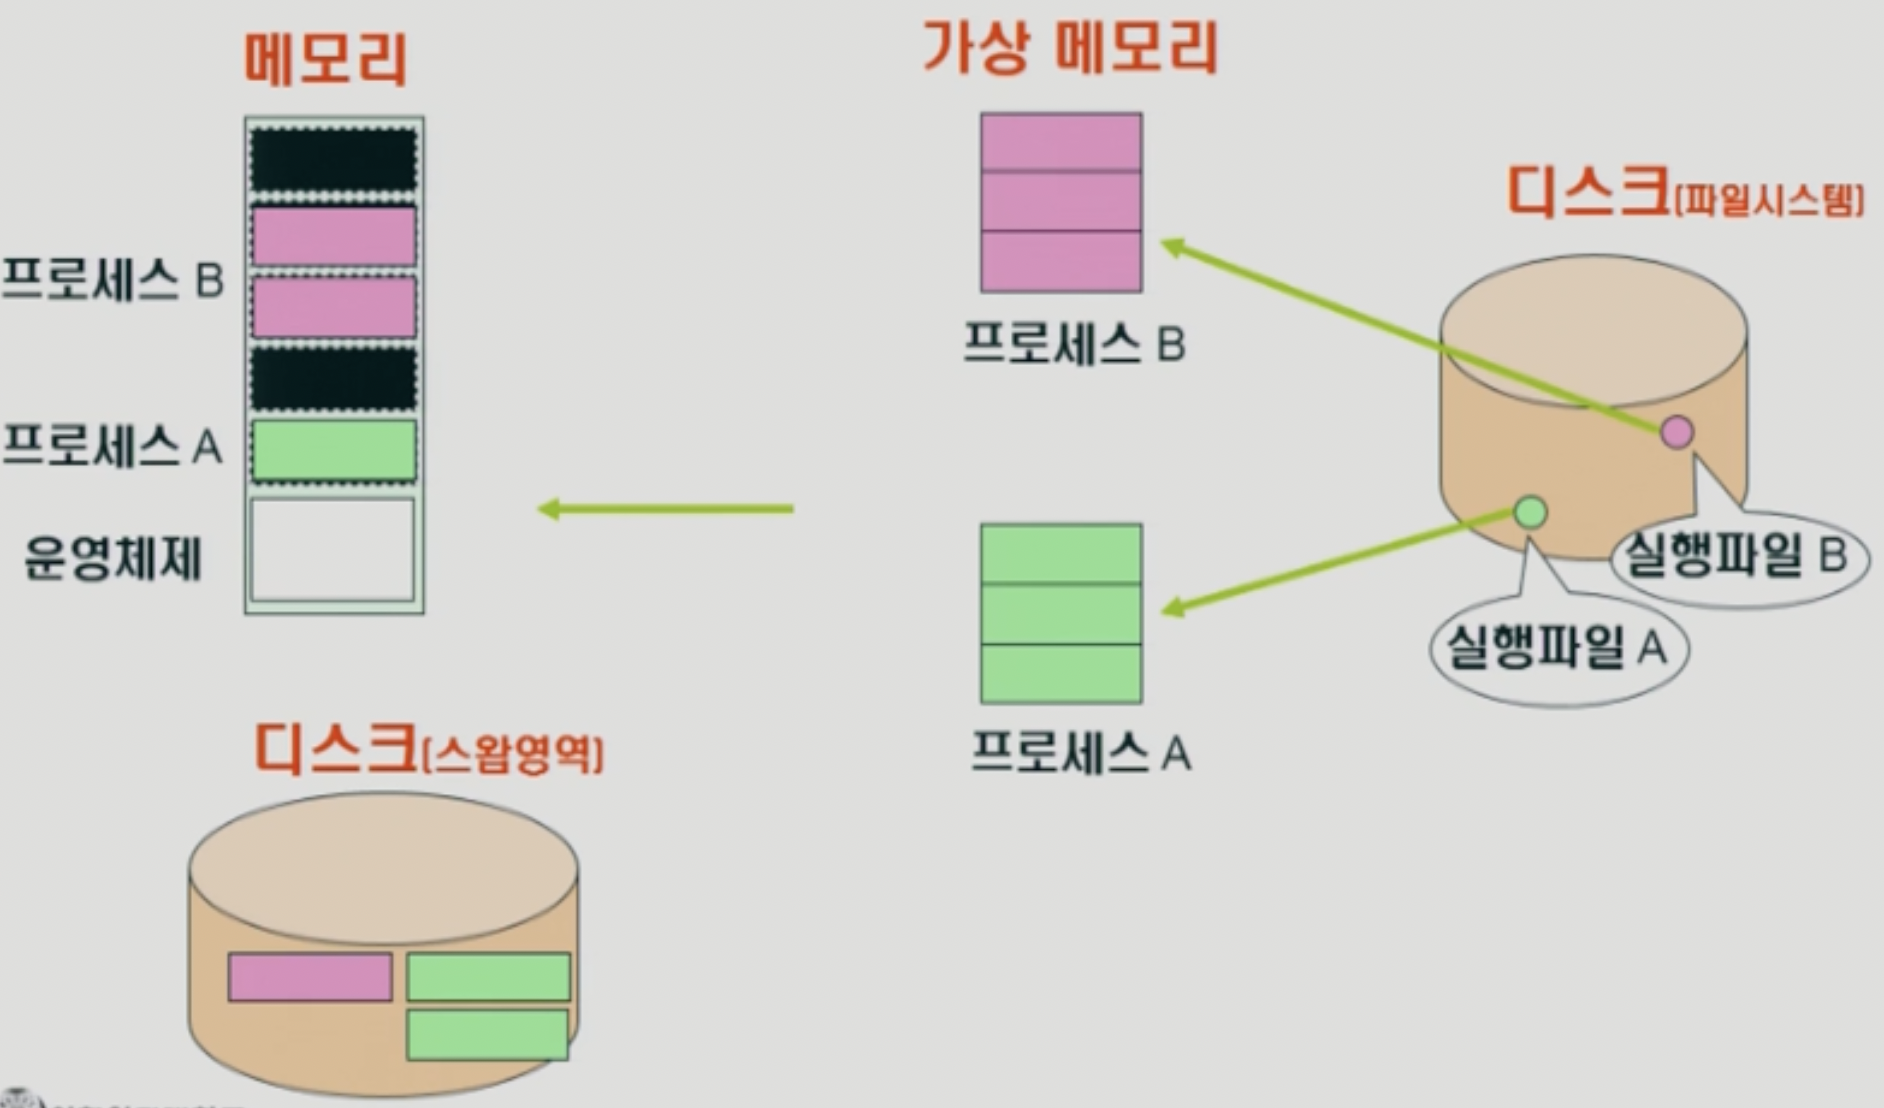 메모리
가상 메모리
디스크(파일시스템)
프로세스 B
프로세스 B
프로세스 A
운영체제
실행파일 B
실행파일 A
디스크(스왑영역)
프로세스 A